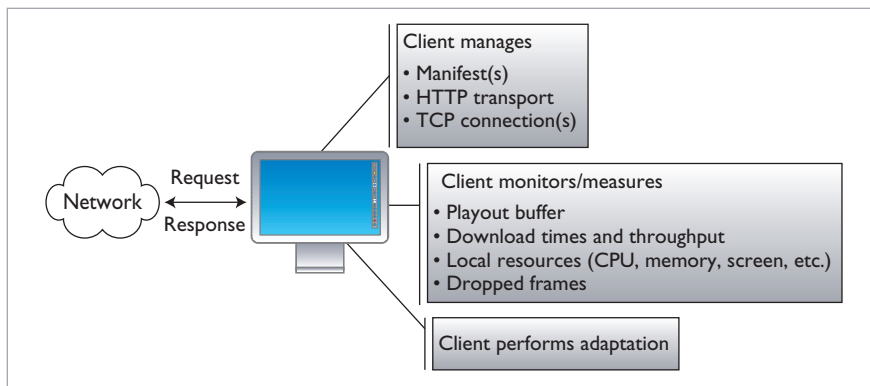 Client manages
• Manifest(s)
• HTTP transport
• TCP connection(s)
Network
Request
Response
Client monitors/measures
• Playout buffer
• Download times and throughput
• Local resources (CPU, memory, screen, etc.)
• Dropped frames
Client performs adaptation